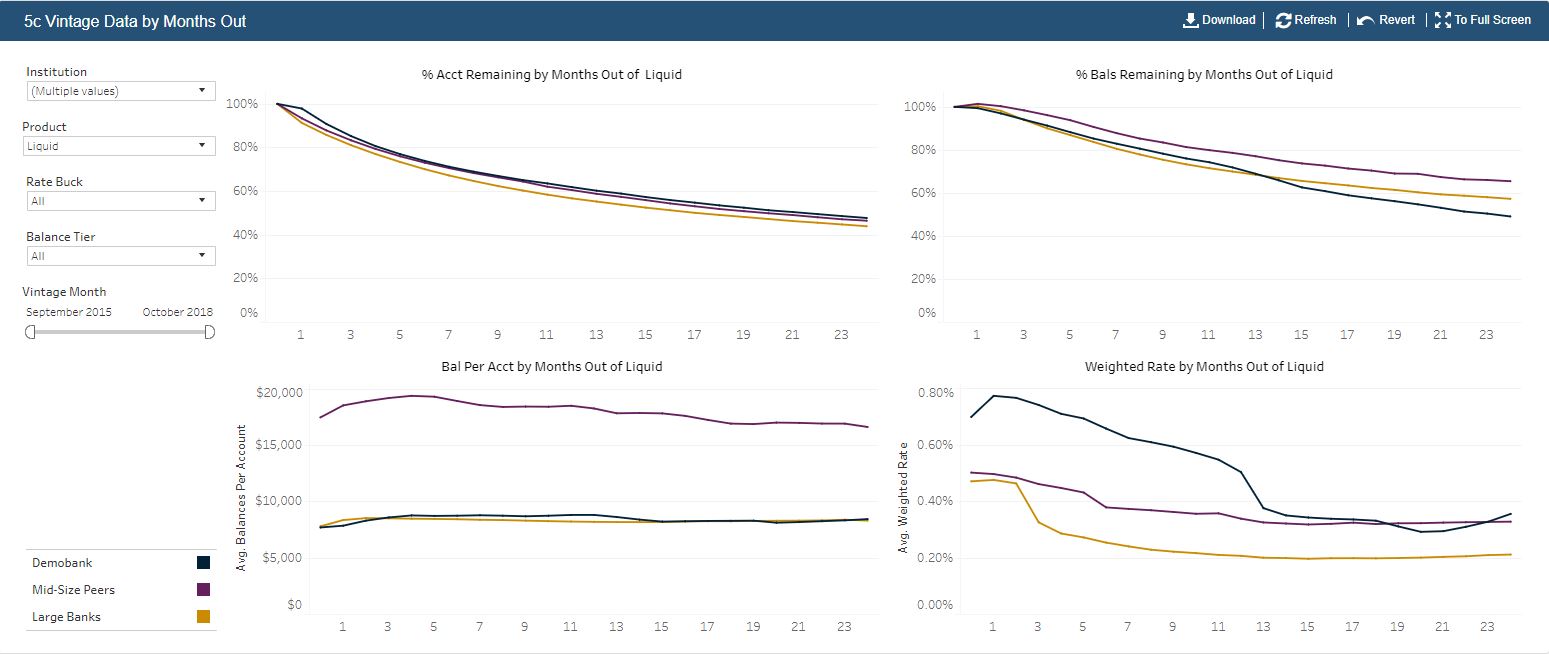 5c Vintage Data by Months Out
Download
Refresh
Revert
To Full Screen
Institution
(Multiple values)
Product
Liquid
Rate Buck
All
Balance Tier
All
Vintage Month
September 2015 October 2018
Demobank
Mid-Size Peers
Large Banks
% Acct Remaining by Months Out of Liquid
100%
80%
60%
40%
20%
0%
1 3 5 7 9 11 13 15 17 19 21 23
% Bals Remaining by Months Out of Liquid
100%
80%
60%
40%
20%
0%
1 3 5 7 9 11 13 15 17 19 21 23
Bal Per Acct by Months Out of Liquid
Avg. Balances Per Account
$20,000
$15,000
$10,000
$5,000
$0
1 3 5 7 9 11 13 15 17 19 21 23
Weighted Rate by Months Out of Liquid
Avg. Weighted Rate
0.80%
0.60%
0.40%
0.20%
0.00%
1 3 5 7 9 11 13 15 17 19 21 23